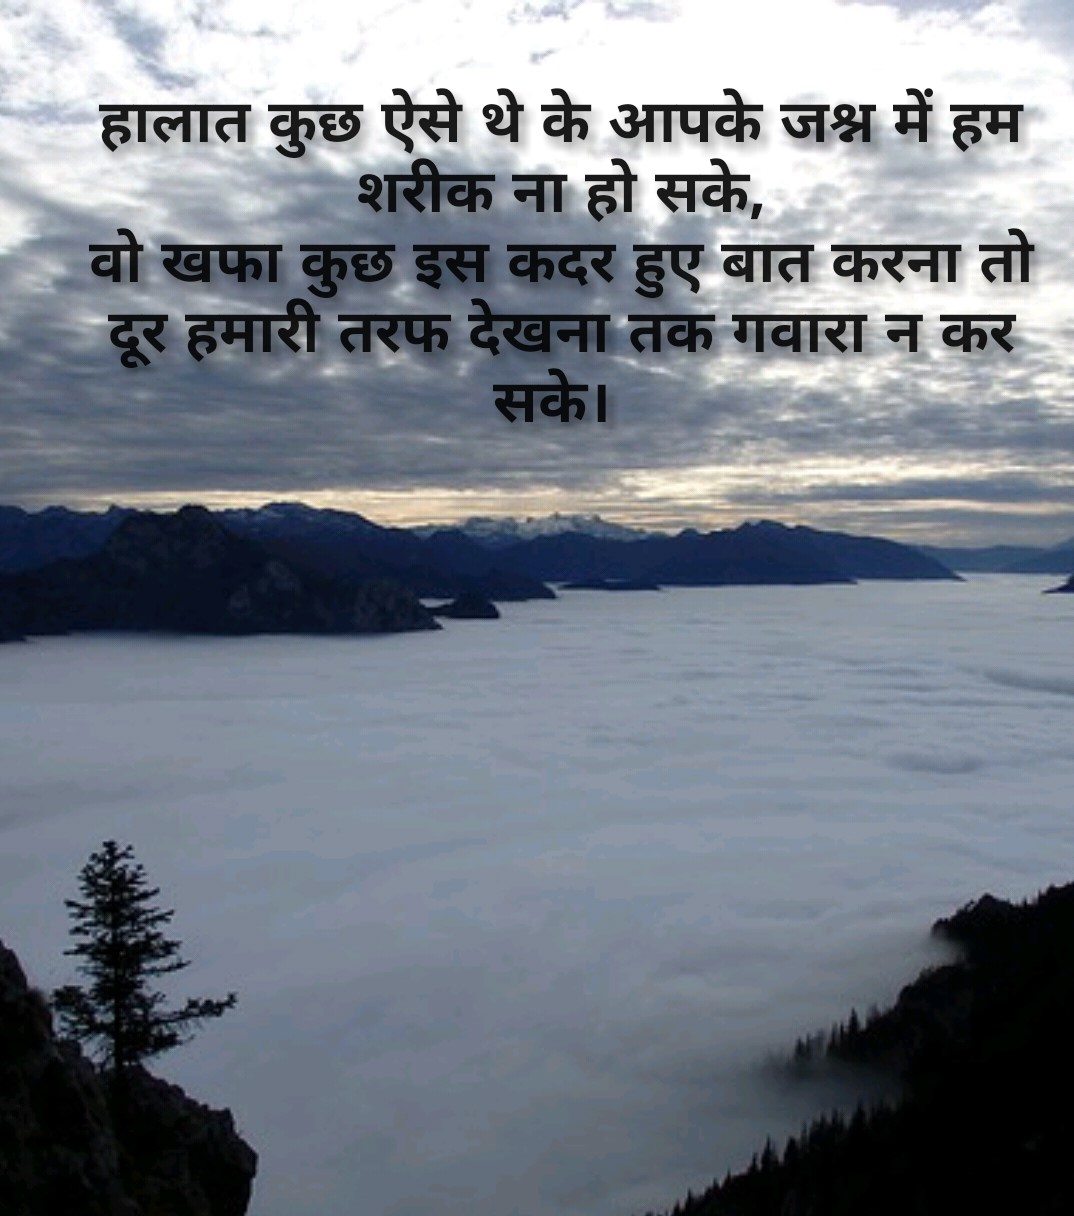 हालात कुछ ऐसे थे के आपके जश्न में हम
शरीक ना हो सके,
वो खफा कुछ इस कदर हुए बात करना तो
दूर हमारी तरफ देखना तक गवारा न कर
सके।